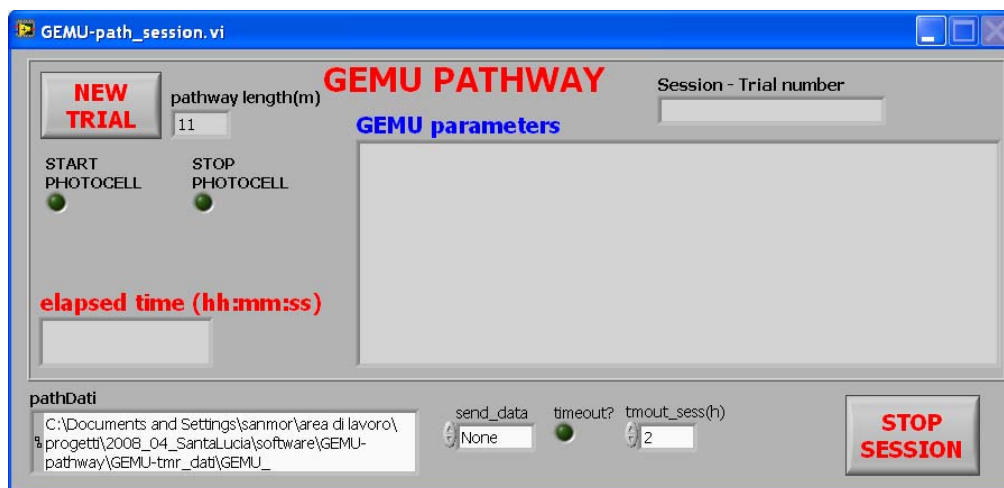 GEMU-path_session.vi
NEW
TRIAL
pathway length(m)
11
GEMU PATHWAY
Session - Trial number
GEMU parameters
START
PHOTOCELL
STOP
PHOTOCELL
elapsed time (hh:mm:ss)
pathDati
C:\Documents and Settings\sanmor\area di lavoro\
progetti\2008_04_SantaLucia\software\GEMU-
pathway\GEMU-tmr_dati\GEMU_
send_data
None
timeout?
tmout_sess(h)
2
STOP
SESSION